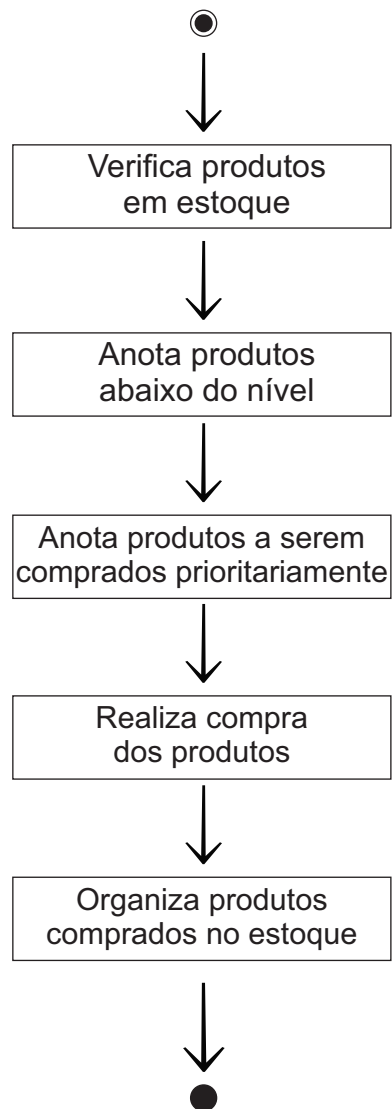 Verifica produtos
em estoque
Anota produtos
abaixo do nível
Anota produtos a serem
comprados prioritariamente
Realiza compra
dos produtos
Organiza produtos
comprados no estoque